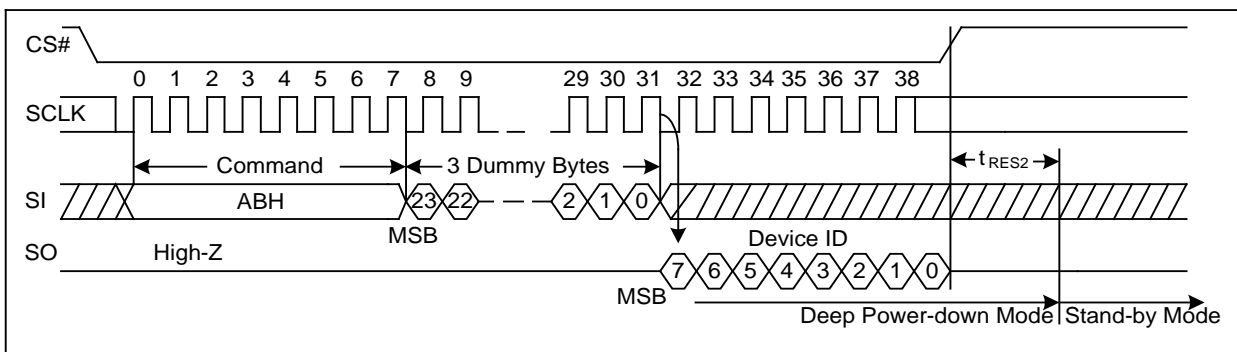 CS#
0 1 2 3 4 5 6 7 8 9 29 30 31 32 33 34 35 36 37 38
SCLK
Command 3 Dummy Bytes tRES2
SI ABH 23 22 2 1 0
MSB
SO High-Z Device ID
7 6 5 4 3 2 1 0
MSB
Deep Power-down Mode Stand-by Mode